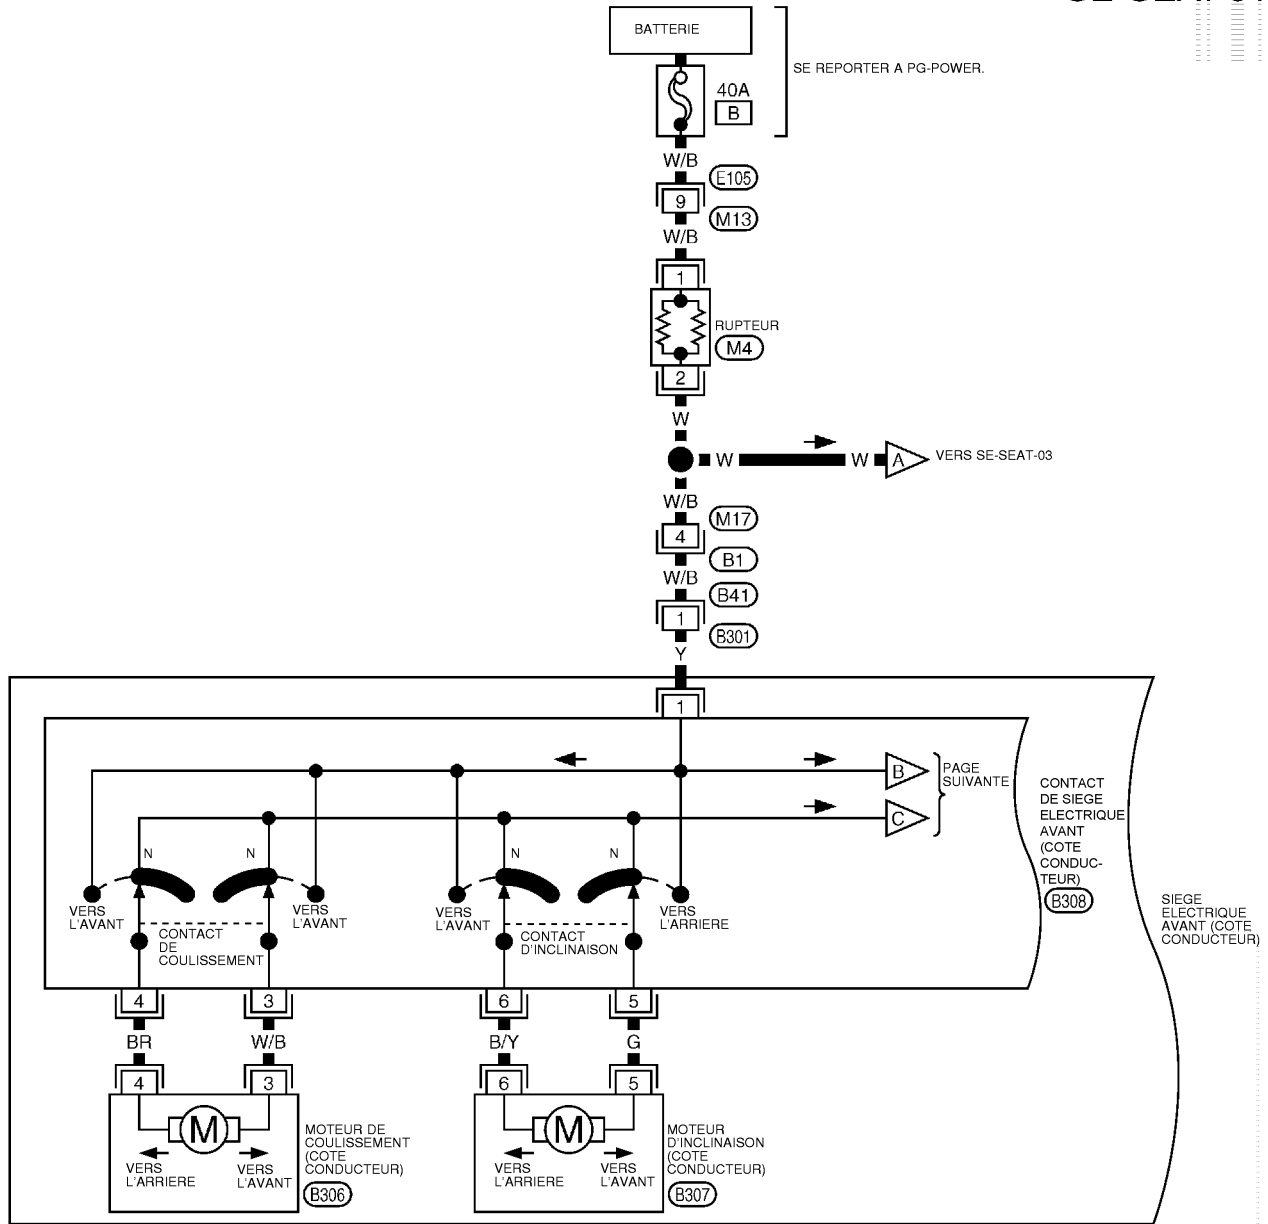 BATTERIE
SE REPORTER A PG-POWER.
40A
B
W/B
E105
9
M13
W/B
1
RUPTEUR
M4
2
W
W
W
A
VERS SE-SEAT-03
W/B
M17
4
B1
W/B
B41
1
B301
Y
1
B
C
PAGE
SUIVANTE
CONTACT
DE SIEGE
ELECTRIQUE
AVANT
(COTE
CONDUC-
TEUR)
B308
N
N
N
N
VERS
L'AVANT
VERS
L'AVANT
VERS
L'AVANT
VERS
L'ARRIERE
CONTACT
DE
COULISSEMENT
CONTACT
D'INCLINAISON
SIEGE
ELECTRIQUE
AVANT (COTE
CONDUCTEUR)
4
3
6
5
BR
W/B
B/Y
G
4
3
6
5
M
VERS
L'ARRIERE
VERS
L'AVANT
MOTEUR DE
COULISSEMENT
(COTE
CONDUCTEUR)
B306
M
VERS
L'ARRIERE
VERS
L'AVANT
MOTEUR
D'INCLINAISON
(COTE
CONDUCTEUR)
B307